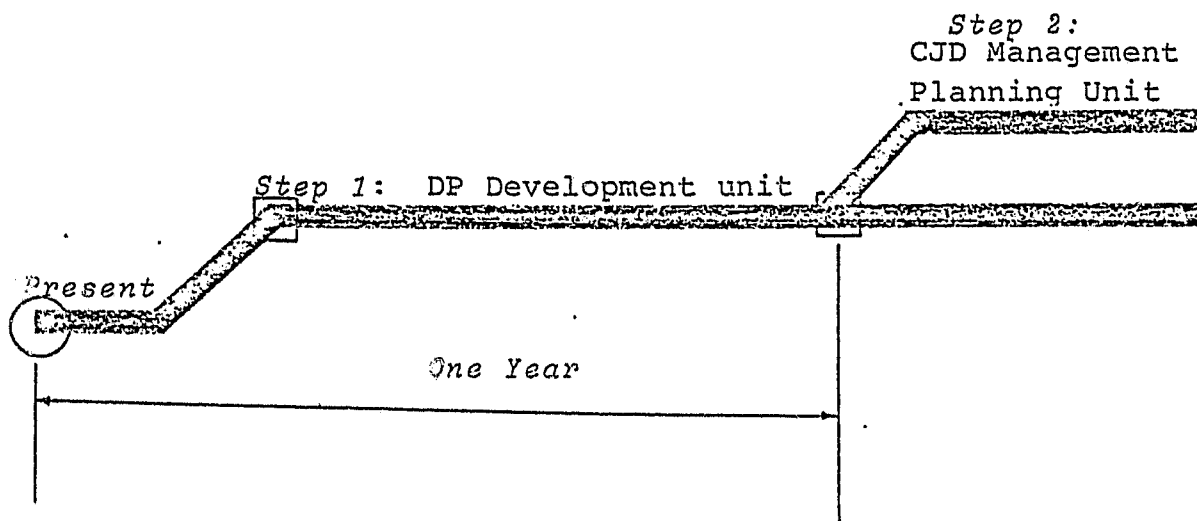 Step 2:
CJD Management
Planning Unit
Step 1: DP Development unit
Present
One Year